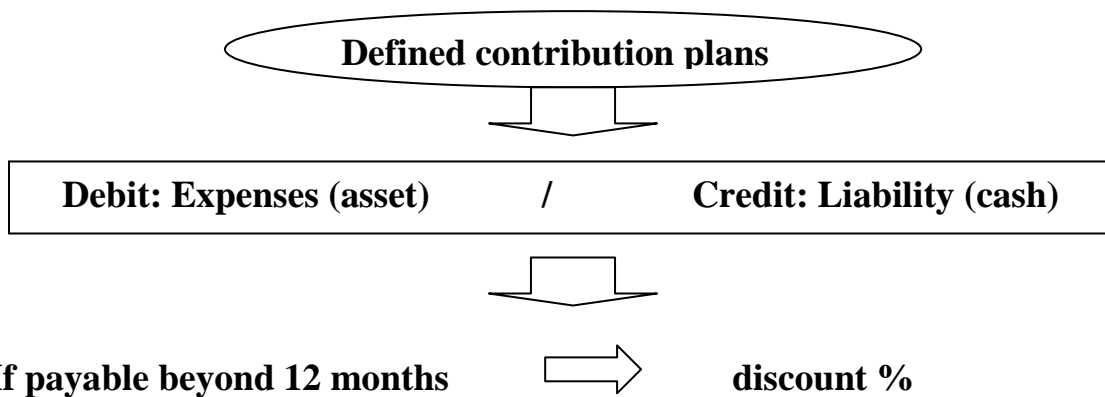 Defined contribution plans
Debit: Expenses (asset) / Credit: Liability (cash)
If payable beyond 12 months discount %